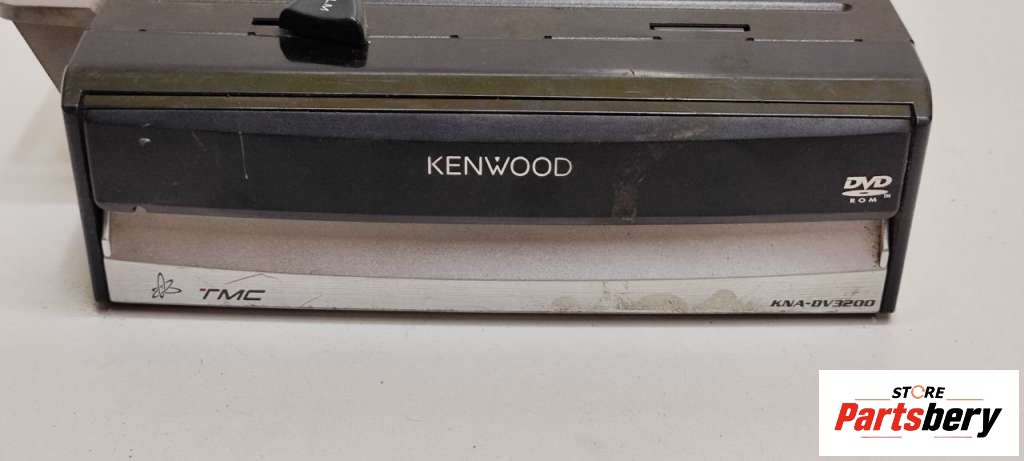 KENWOOD
DVD
ROM
TMC
KNA-DV3200
STORE
Partsbery